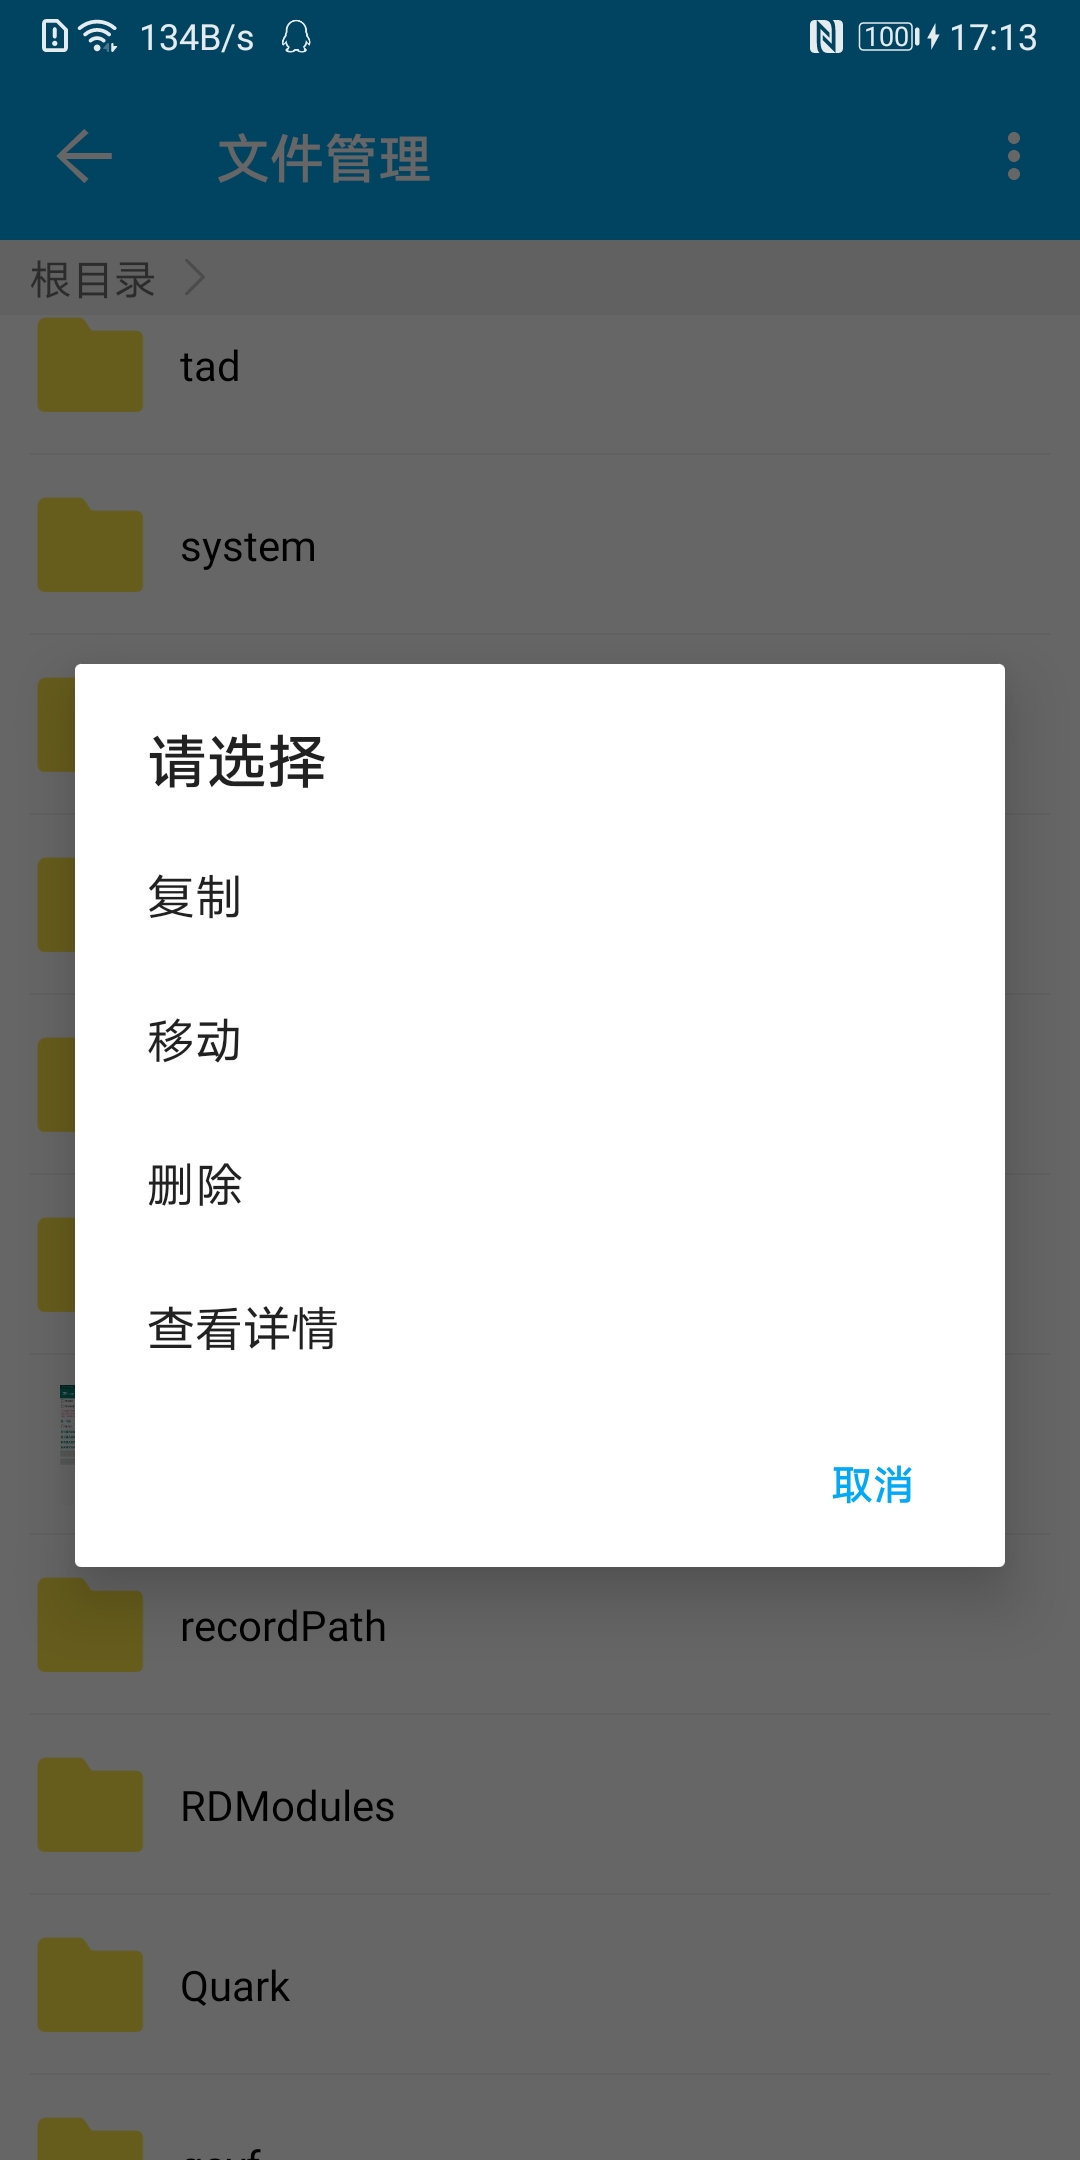 134B/s
100 17:13
文件管理
根目录
tad
system
请选择
复制
移动
删除
查看详情
取消
recordPath
RDModules
Quark